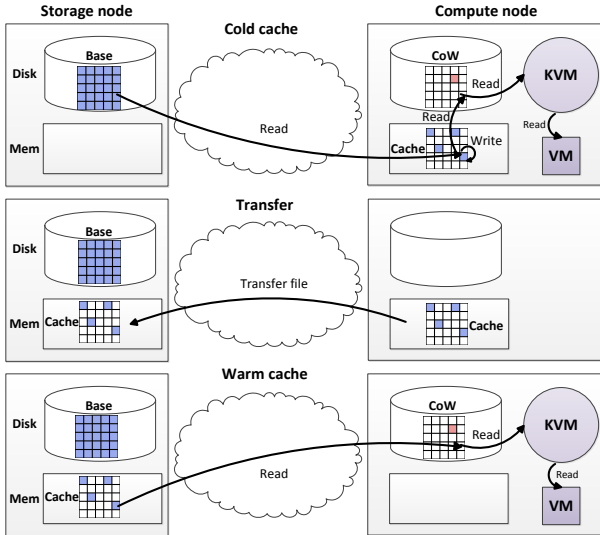 Storage node
Cold cache
Compute node
Base
CoW
Disk
Read
KVM
Read
Read
Read
Mem
Cache
Write
VM
Transfer
Base
Disk
Transfer file
Mem
Cache
Cache
Warm cache
Base
CoW
Disk
Read
KVM
Read
Read
Mem
Cache
VM